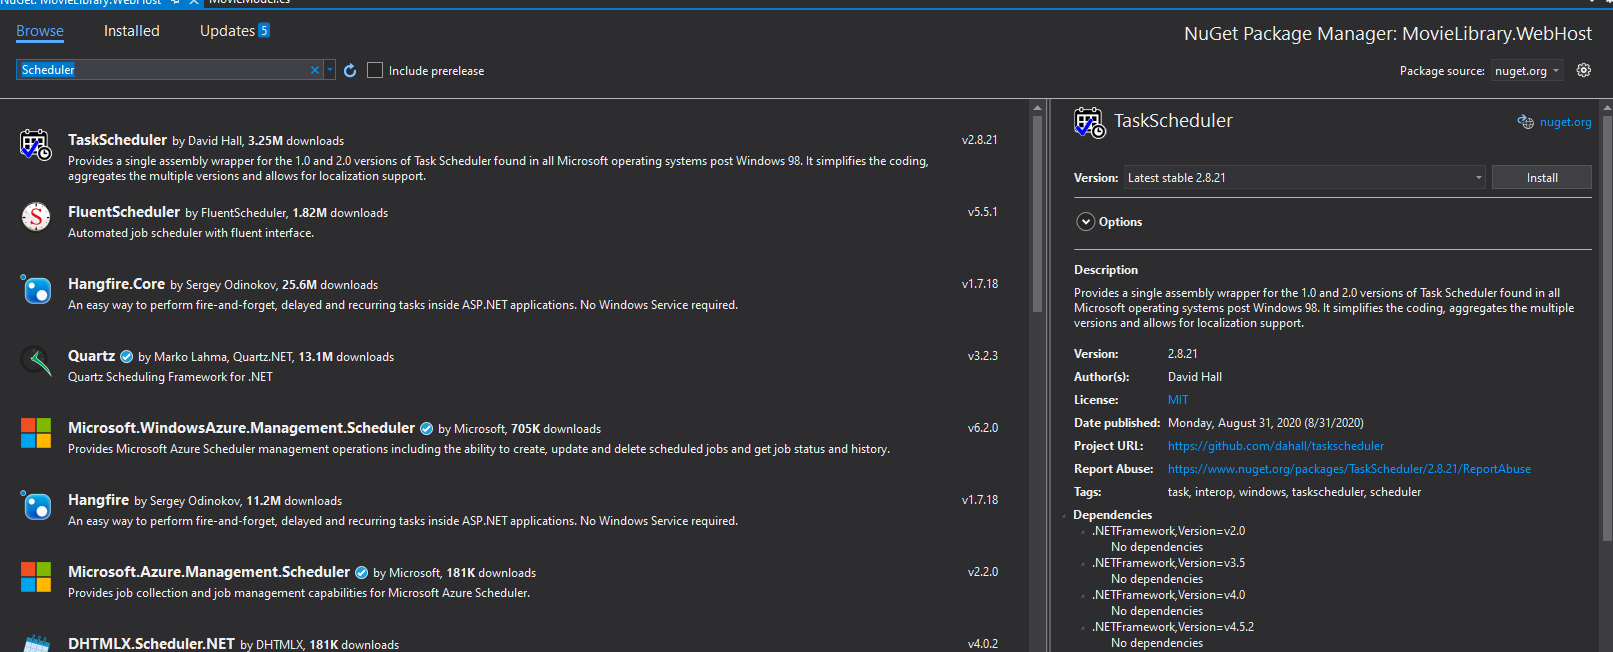 NuGet: MovieLibrary.WebHost
MovieModel.cs
Browse
Installed
Updates 5
NuGet Package Manager: MovieLibrary.WebHost
Scheduler
Include prerelease
Package source: nuget.org
TaskScheduler by David Hall, 3.25M downloads
v2.8.21
Provides a single assembly wrapper for the 1.0 and 2.0 versions of Task Scheduler found in all Microsoft operating systems post Windows 98. It simplifies the coding,
aggregates the multiple versions and allows for localization support.
FluentScheduler by FluentScheduler, 1.82M downloads
v5.5.1
Automated job scheduler with fluent interface.
Hangfire.Core by Sergey Odinokov, 25.6M downloads
v1.7.18
An easy way to perform fire-and-forget, delayed and recurring tasks inside ASP.NET applications. No Windows Service required.
Quartz by Marko Lahma, Quartz.NET, 13.1M downloads
v3.2.3
Quartz Scheduling Framework for .NET
Microsoft.WindowsAzure.Management.Scheduler by Microsoft, 705K downloads
v6.2.0
Provides Microsoft Azure Scheduler management operations including the ability to create, update and delete scheduled jobs and get job status and history.
Hangfire by Sergey Odinokov, 11.2M downloads
v1.7.18
An easy way to perform fire-and-forget, delayed and recurring tasks inside ASP.NET applications. No Windows Service required.
Microsoft.Azure.Management.Scheduler by Microsoft, 181K downloads
v2.2.0
Provides job collection and job management capabilities for Microsoft Azure Scheduler.
DHTMLX.Scheduler.NET by DHTMLX, 181K downloads
v4.0.2
TaskScheduler
nuget.org
Version: Latest stable 2.8.21
Install
Options
Description
Provides a single assembly wrapper for the 1.0 and 2.0 versions of Task Scheduler found in all
Microsoft operating systems post Windows 98. It simplifies the coding, aggregates the multiple
versions and allows for localization support.
Version: 2.8.21
Author(s): David Hall
License: MIT
Date published: Monday, August 31, 2020 (8/31/2020)
Project URL: https://github.com/dahall/taskscheduler
Report Abuse: https://www.nuget.org/packages/TaskScheduler/2.8.21/ReportAbuse
Tags: task, interop, windows, taskscheduler, scheduler
Dependencies
.NETFramework,Version=v2.0
No dependencies
.NETFramework,Version=v3.5
No dependencies
.NETFramework,Version=v4.0
No dependencies
.NETFramework,Version=v4.5.2
No dependencies